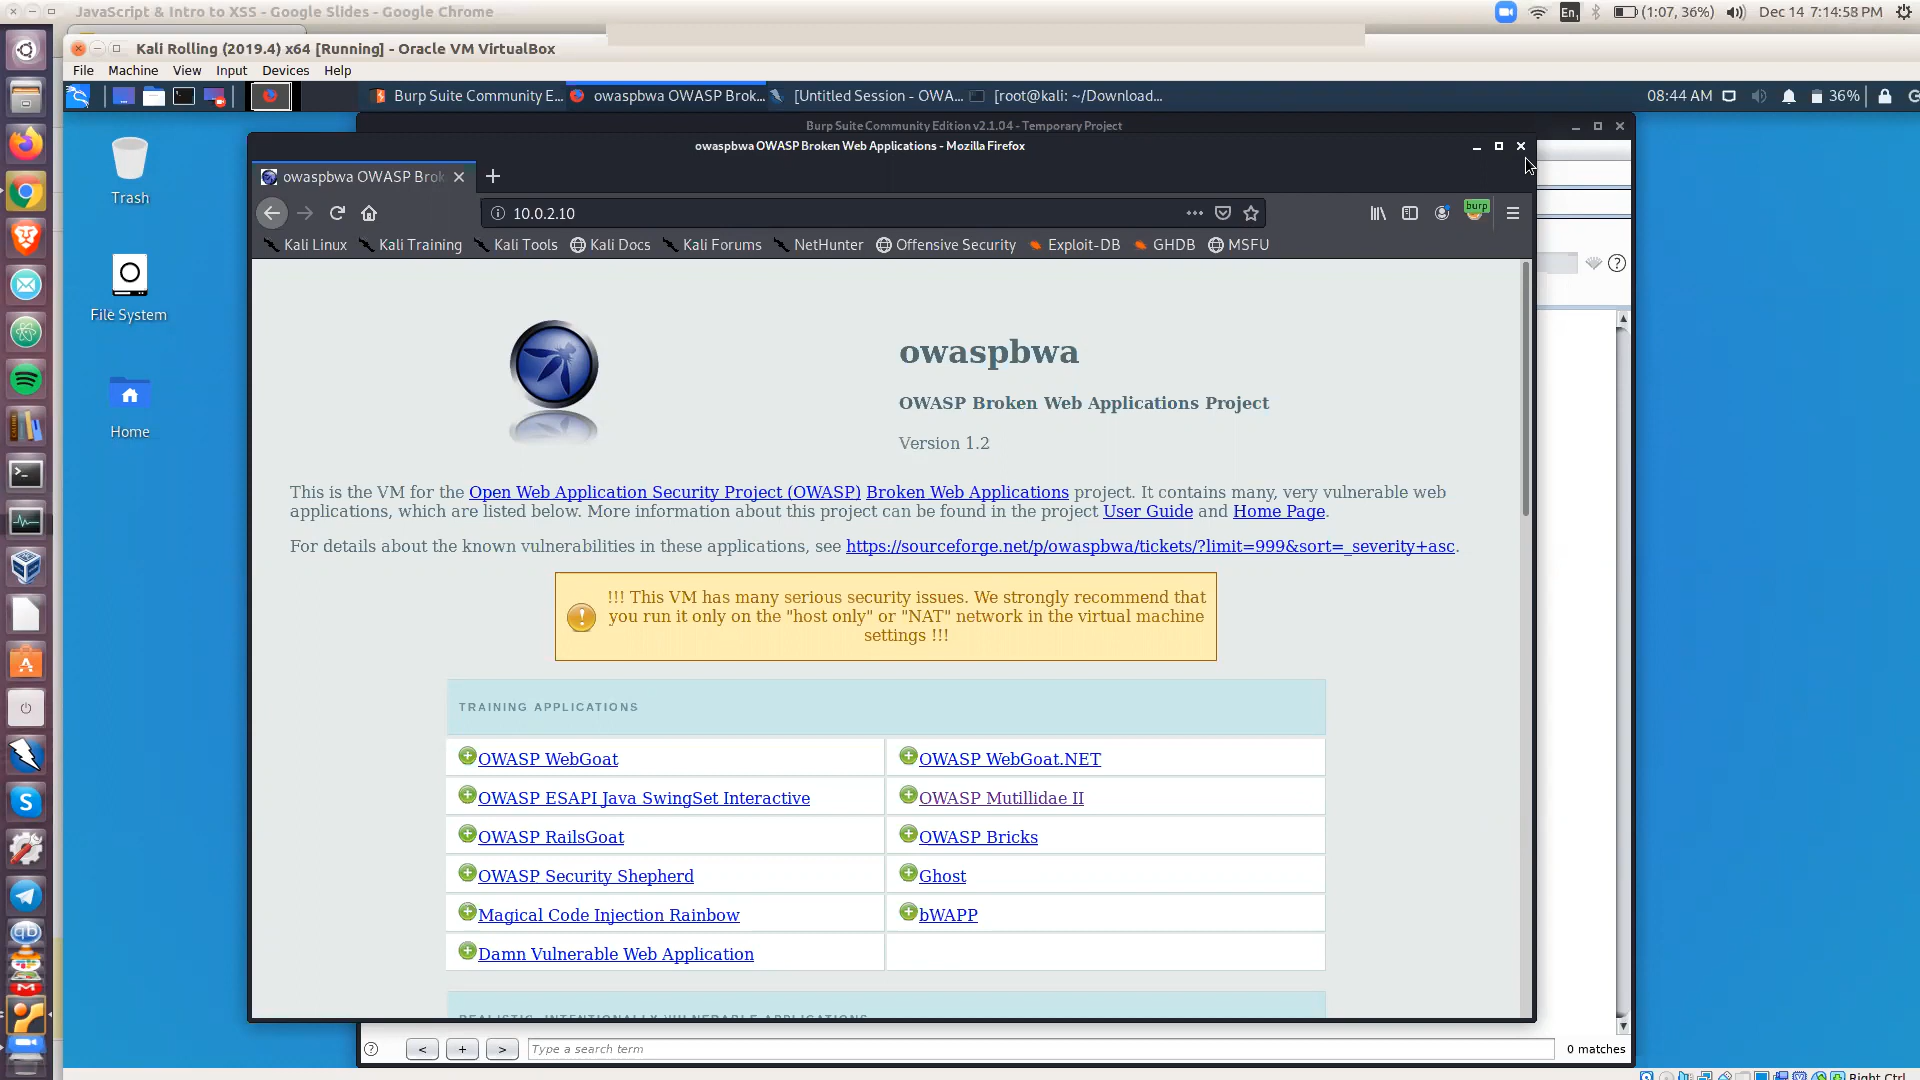 JavaScript & Intro to XSS - Google Slides - Google Chrome
En
(1:07, 36%)
Dec 14 7:14:58 PM
Kali Rolling (2019.4) x64 [Running] - Oracle VM VirtualBox
File Machine View Input Devices Help
Burp Suite Community E...
owaspbwa OWASP Brok...
[Untitled Session - OWA...
[root@kali: ~/Download...
08:44 AM
36%
Burp Suite Community Edition v2.1.04 - Temporary Project
owaspbwa OWASP Broken Web Applications - Mozilla Firefox
owaspbwa OWASP Brok
10.0.2.10
burp
Kali Linux Kali Training Kali Tools Kali Docs Kali Forums NetHunter Offensive Security Exploit-DB GHDB MSFU
Trash
File System
Home
owaspbwa
OWASP Broken Web Applications Project
Version 1.2
This is the VM for the Open Web Application Security Project (OWASP) Broken Web Applications project. It contains many, very vulnerable web
applications, which are listed below. More information about this project can be found in the project User Guide and Home Page.
For details about the known vulnerabilities in these applications, see https://sourceforge.net/p/owaspbwa/tickets/?limit=999&sort=_severity+asc.
!!! This VM has many serious security issues. We strongly recommend that
you run it only on the "host only" or "NAT" network in the virtual machine
settings !!!
TRAINING APPLICATIONS
OWASP WebGoat
OWASP WebGoat.NET
OWASP ESAPI Java SwingSet Interactive
OWASP Mutillidae II
OWASP RailsGoat
OWASP Bricks
OWASP Security Shepherd
Ghost
Magical Code Injection Rainbow
bWAPP
Damn Vulnerable Web Application
REALISTIC, INTENTIONALLY VULNERABLE APPLICATIONS
< + >
Type a search term
0 matches
Right Ctrl